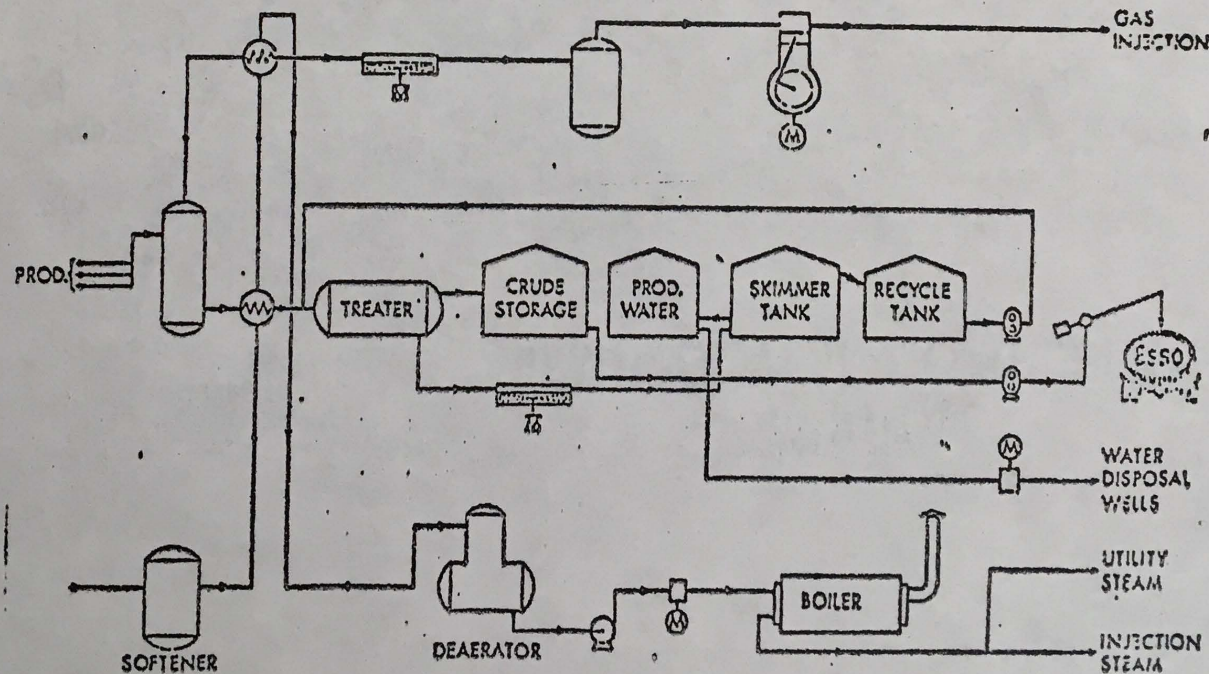 GAS
INJECTION
M
M
PROD.
TREATER
CRUDE
STORAGE
PROD.
WATER
SKIMMER
TANK
RECYCLE
TANK
ESSO
M
WATER
DISPOSAL
WELLS
UTILITY
STEAM
BOILER
M
SOFTENER
DEAERATOR
INJECTION
STEAM